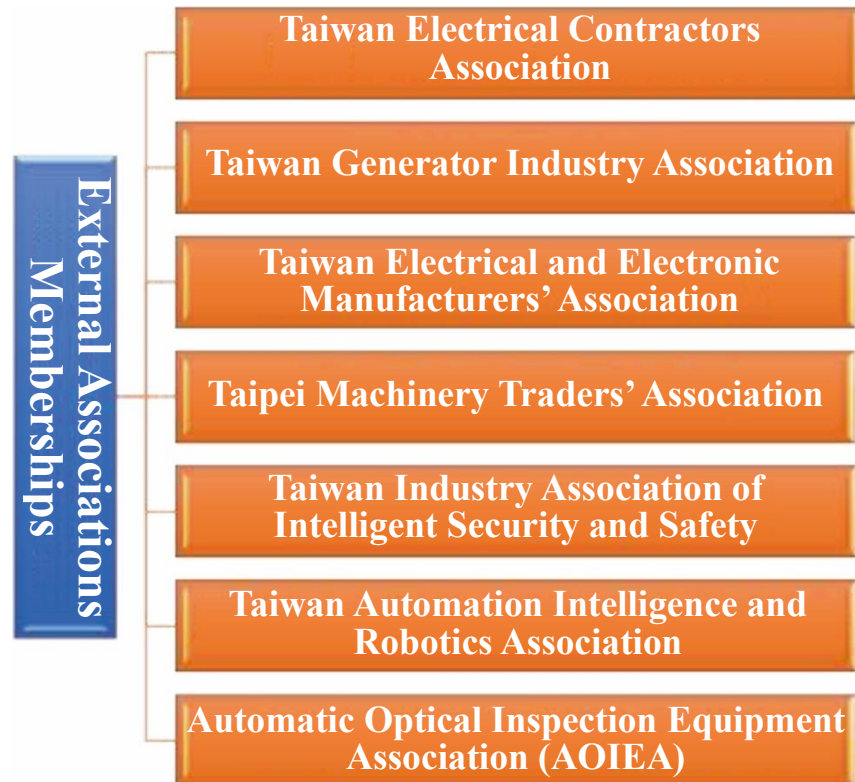 External Associations
Memberships
Taiwan Electrical Contractors
Association
Taiwan Generator Industry Association
Taiwan Electrical and Electronic
Manufacturers’ Association
Taipei Machinery Traders’ Association
Taiwan Industry Association of
Intelligent Security and Safety
Taiwan Automation Intelligence and
Robotics Association
Automatic Optical Inspection Equipment
Association (AOIEA)